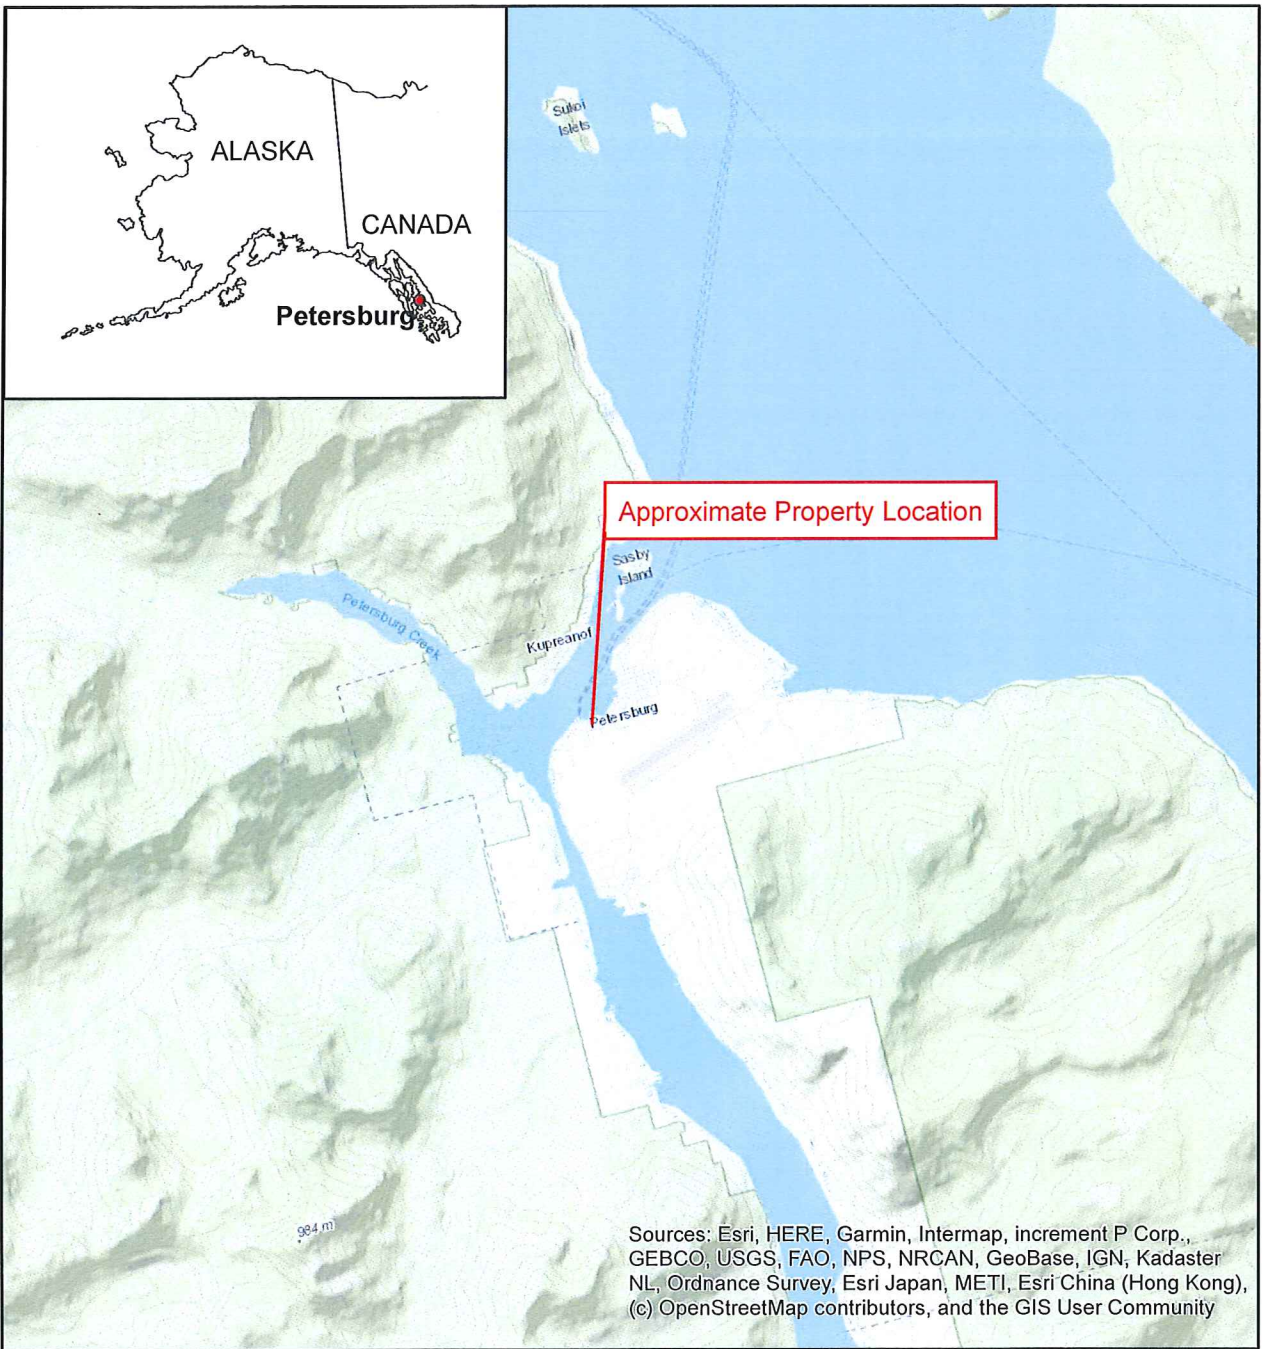 ALASKA
CANADA
Petersburg
Sukoi
Islets
Approximate Property Location
Sasby
Island
Petersburg Creek
Kupreanof
Petersburg
984 m
Sources: Esri, HERE, Garmin, Intermap, increment P Corp.,
GEBCO, USGS, FAO, NPS, NRCAN, GeoBase, IGN, Kadaster
NL, Ordnance Survey, Esri Japan, METI, Esri China (Hong Kong),
(c) OpenStreetMap contributors, and the GIS User Community